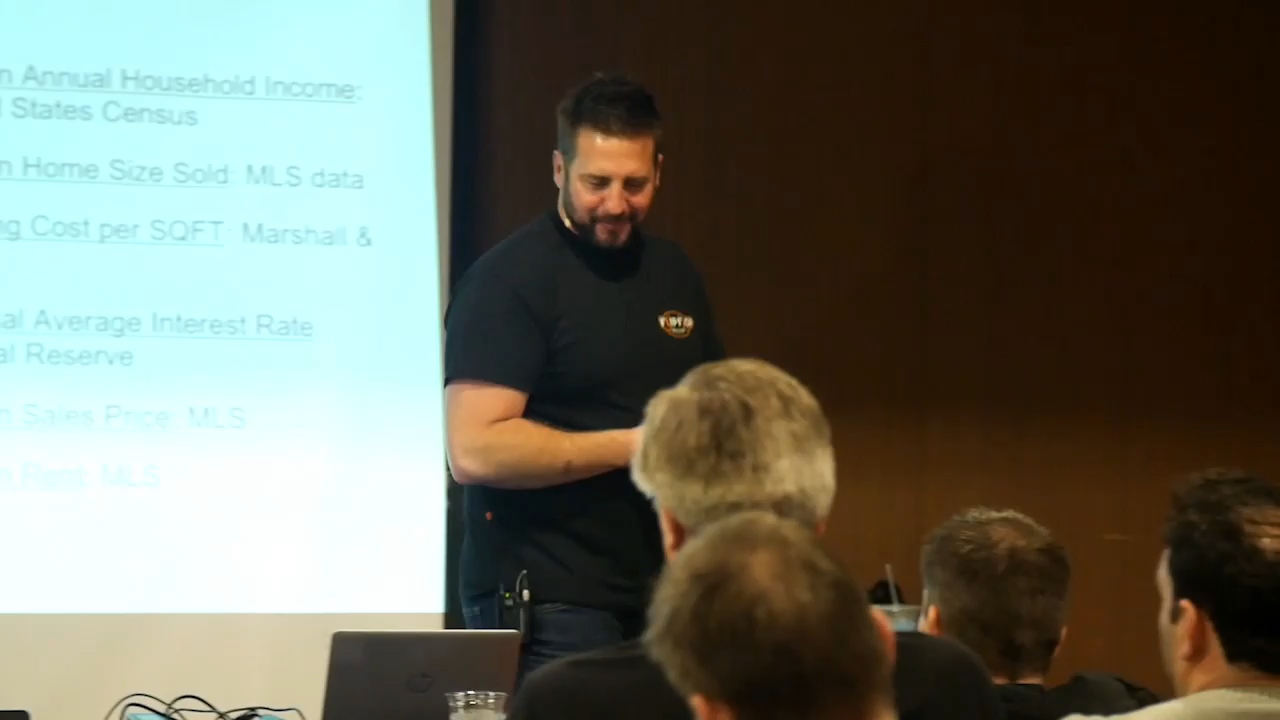 n Annual Household Income:
States Census
n Home Size Sold: MLS data
ng Cost per SQFT: Marshall &
al Average Interest Rate
al Reserve
n Sales Price: MLS
n Rent: MLS